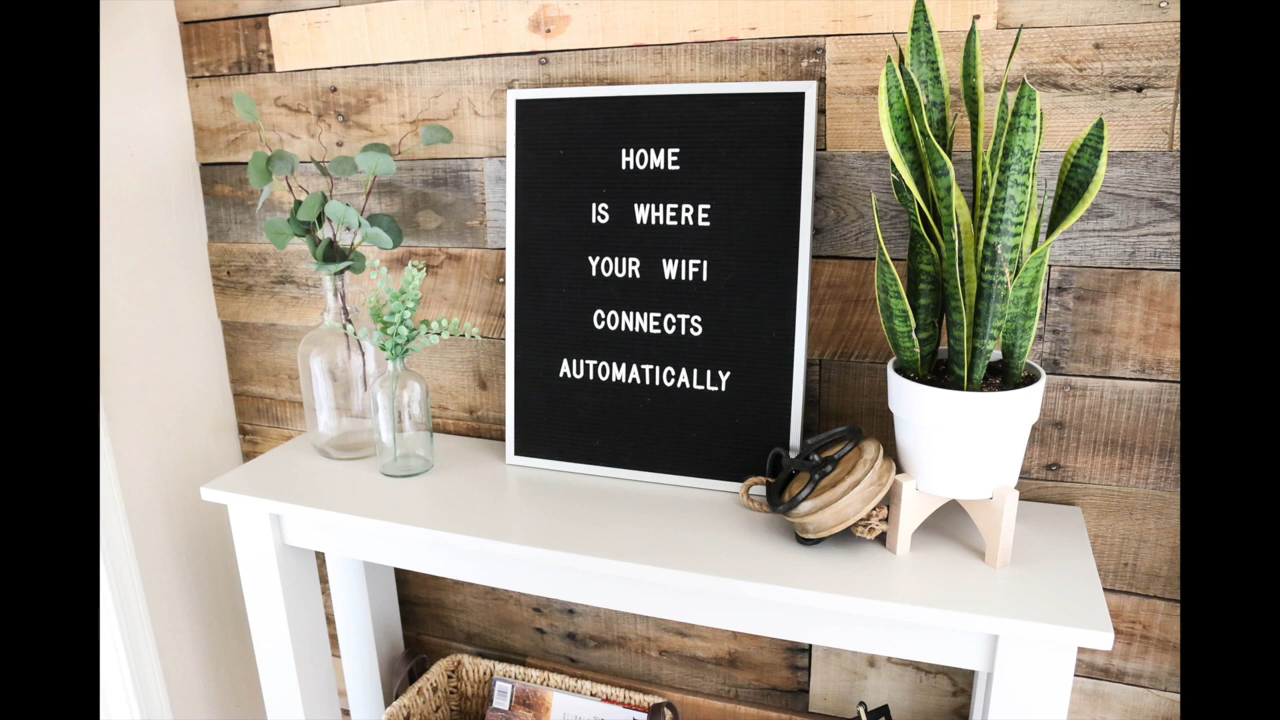 HOME
IS WHERE
YOUR WIFI
CONNECTS
AUTOMATICALLY